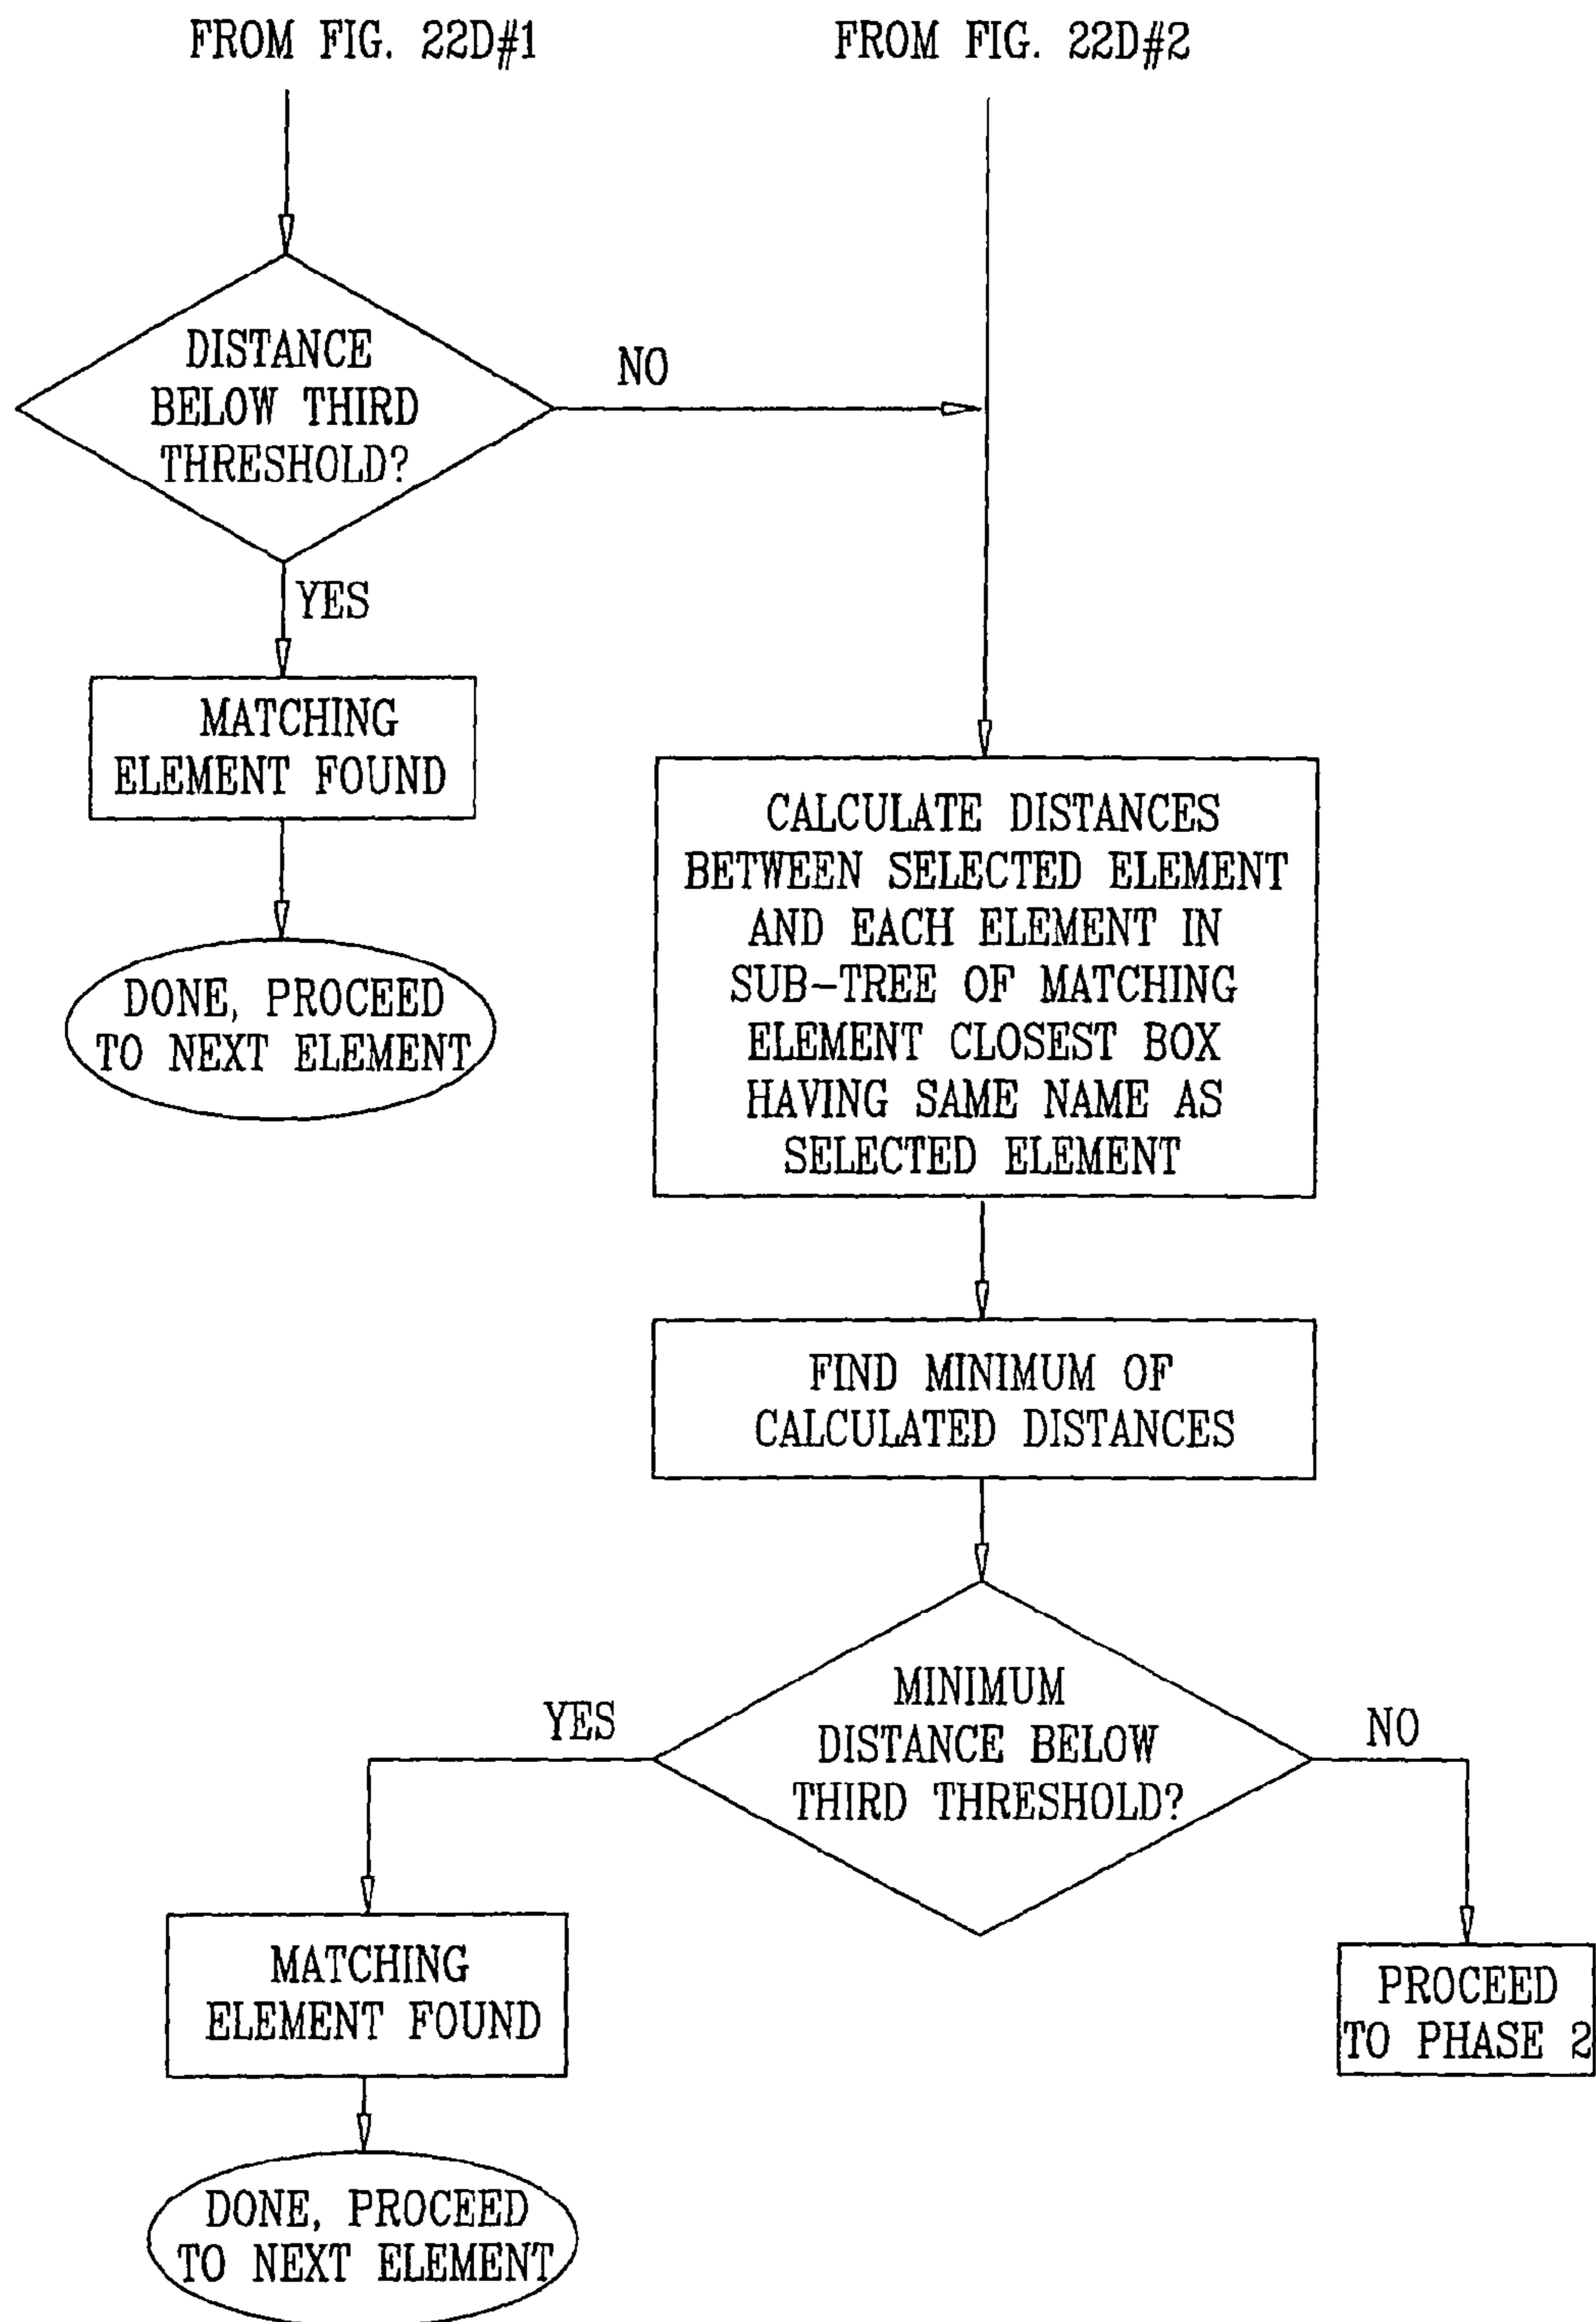 FROM FIG. 22D#1
FROM FIG. 22D#2
DISTANCE
BELOW THIRD
THRESHOLD?
NO
YES
MATCHING
ELEMENT FOUND
DONE, PROCEED
TO NEXT ELEMENT
CALCULATE DISTANCES
BETWEEN SELECTED ELEMENT
AND EACH ELEMENT IN
SUB-TREE OF MATCHING
ELEMENT CLOSEST BOX
HAVING SAME NAME AS
SELECTED ELEMENT
FIND MINIMUM OF
CALCULATED DISTANCES
MINIMUM
DISTANCE BELOW
THIRD THRESHOLD?
YES
NO
MATCHING
ELEMENT FOUND
PROCEED
TO PHASE 2
DONE, PROCEED
TO NEXT ELEMENT